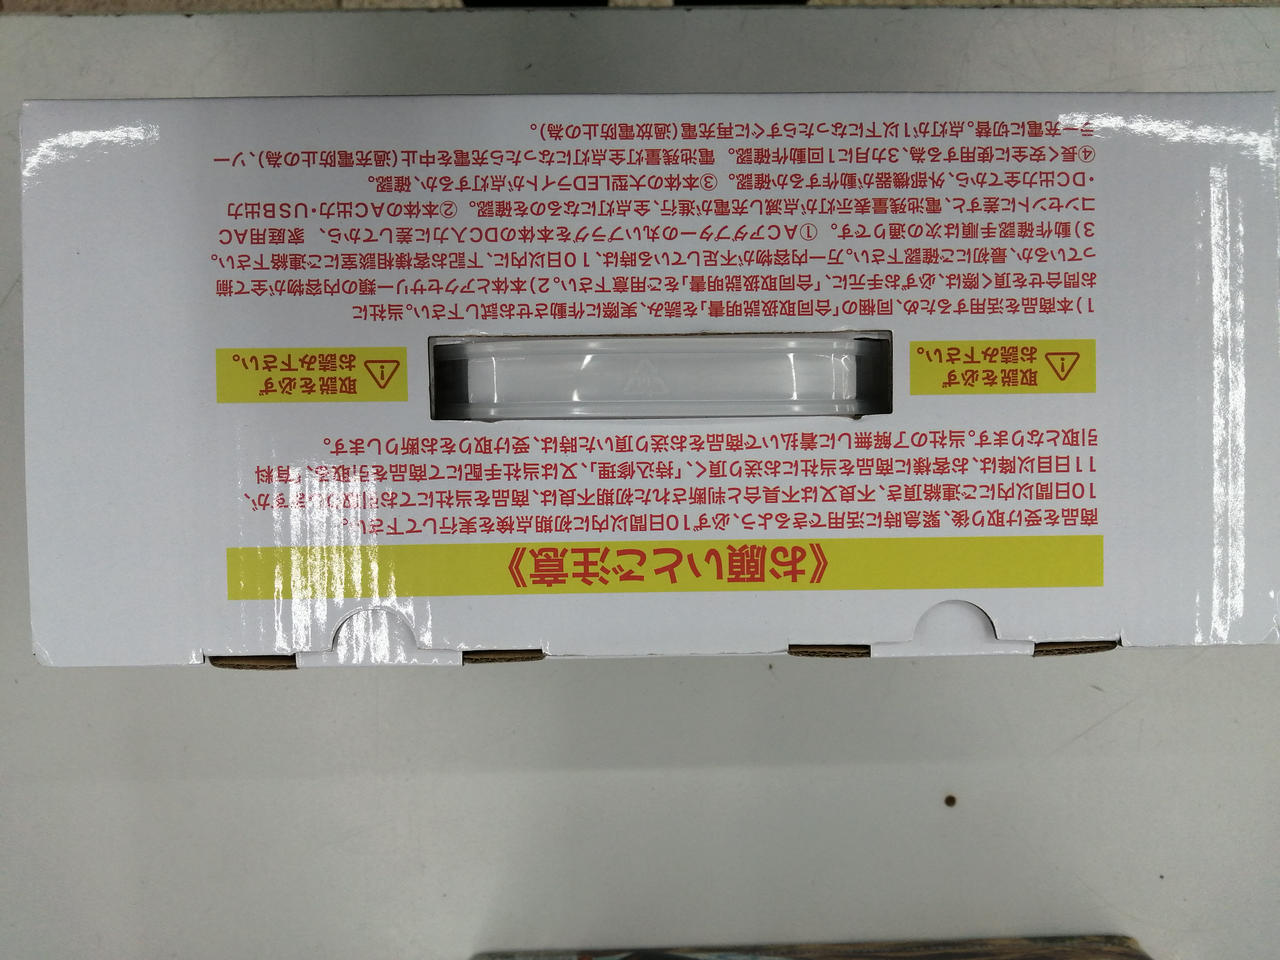 《お願いとご注意》
商品を受け取り後、緊急時に活用できるよう、必ず10日間以内に初期点検を実行して下さい。
10日間以内にご連絡頂き、不良又は不具合と判断された初期不良は、商品を当社にてお引取りしますが、
11日目以降は、お客様に商品を当社にお送り頂く、「持込修理」、又は当社手配にて商品を引取る、「有料
引取となります。当社の了解無しに着払いで商品をお送り頂いた時は、受け取りをお断りします。
取説を必ず
お読み下さい。
取説を必ず
お読み下さい。
1)本商品を活用するため、同梱の「合同取扱説明書」を読み、実際に作動させお試し下さい。当社に
お問合せを頂く際は、必ずお手元に、「合同取扱説明書」をご用意下さい。2)本体とアクセサリー類の内容物が全て揃
っているか、最初にご確認下さい。万一内容物が不足している時は、10日以内に、下記お客様相談室にご連絡下さい。
3)動作確認手順は次の通りです。 ①ACアダプターの丸いプラグを本体のDC入力に差してから、 家庭用AC
コンセントに差すと、電池残量表示灯が点滅し充電が進行、全点灯になるのを確認。 ②本体のAC出力・USB出力
・DC出力全てから、外部機器が動作するか確認。 ③本体の大型LEDライトが点灯するか、確認。
④長く安全に使用する為、3カ月に1回動作確認。 電池残量灯全点灯になったら充電を中止(過充電防止の為)、ソー
ラー充電に切替。点灯が1以下になったらすぐに再充電(過放電防止の為)。